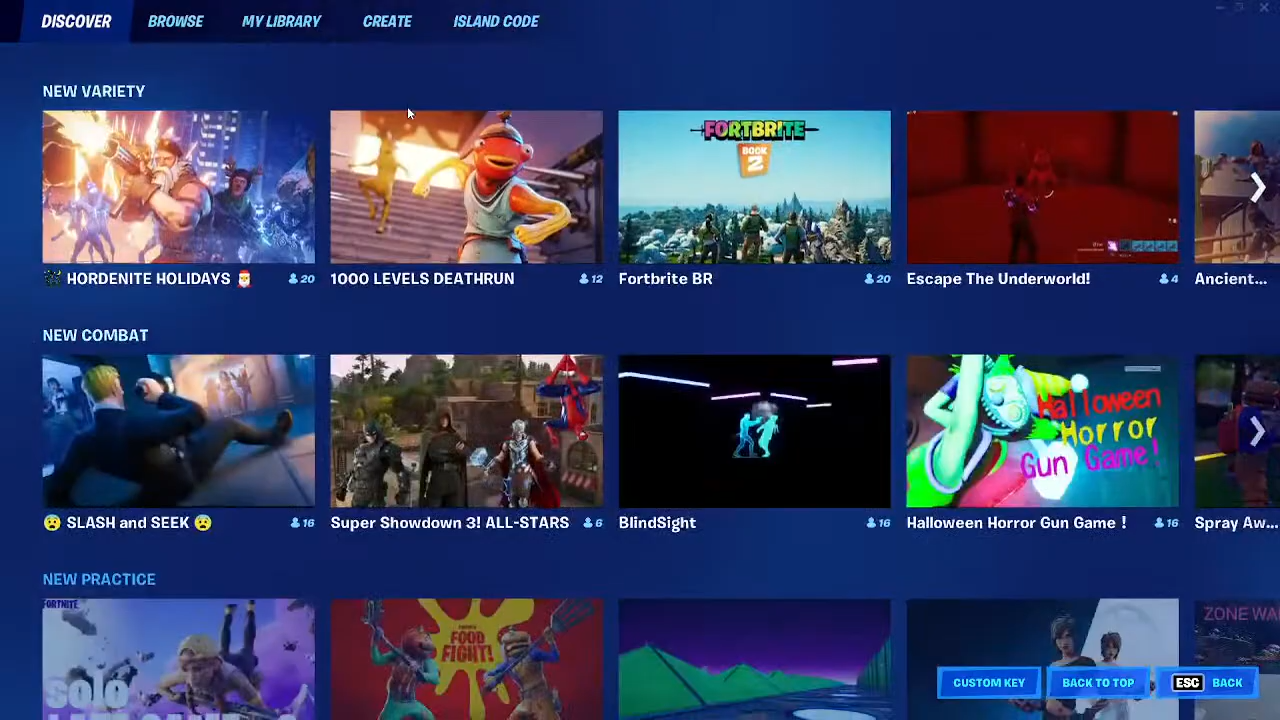 DISCOVER BROWSE MY LIBRARY CREATE ISLAND CODE
NEW VARIETY
FORTBRITE
BOOK
2
HORDENITE HOLIDAYS 🎅 20
1000 LEVELS DEATHRUN 12
Fortbrite BR 20
Escape The Underworld! 4
Ancient...
NEW COMBAT
Halloween
Horror
Gun Game!
😨 SLASH and SEEK 😨 16
Super Showdown 3! ALL-STARS 6
BlindSight 16
Halloween Horror Gun Game ! 16
Spray Aw...
NEW PRACTICE
FORTNITE
solo
FOOD
FIGHT!
ZONE WA
CUSTOM KEY BACK TO TOP ESC BACK